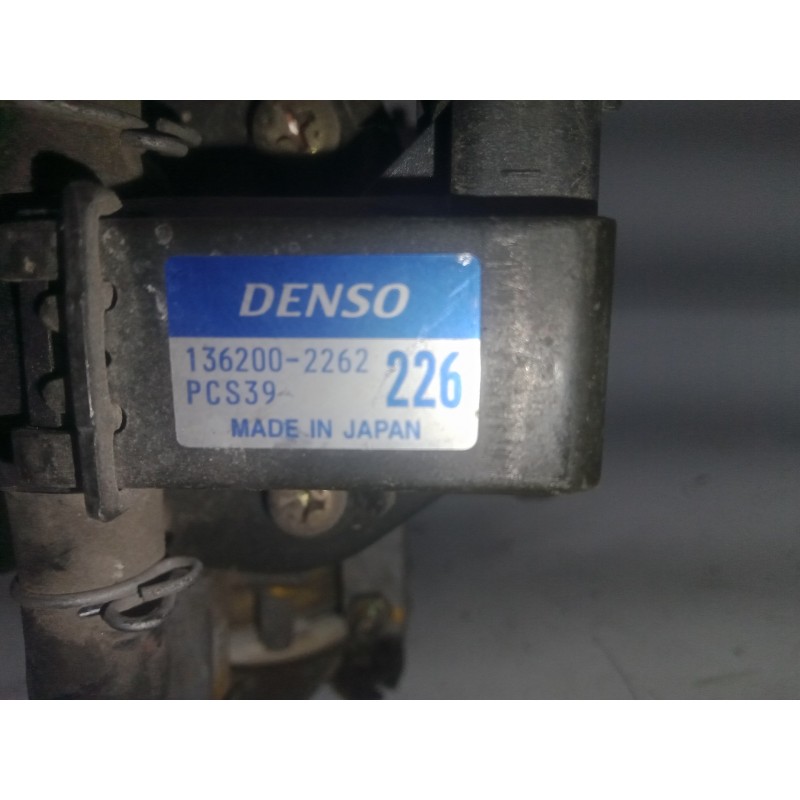 DENSO
136200-2262 226
PCS39
MADE IN JAPAN